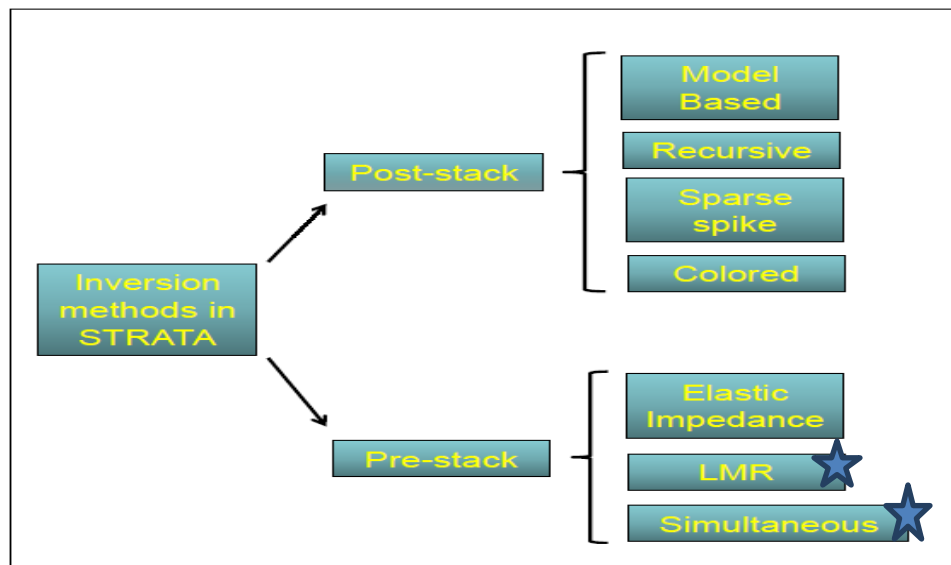 Inversion
methods in
STRATA
Post-stack
Model
Based
Recursive
Sparse
spike
Colored
Pre-stack
Elastic
Impedance
LMR
Simultaneous